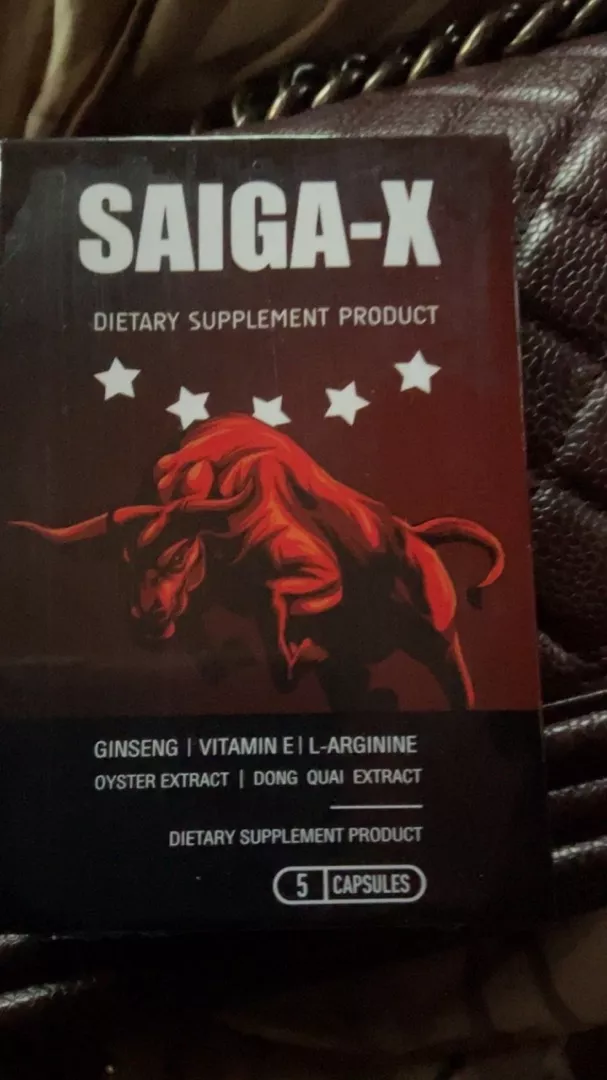 SAIGA-X
DIETARY SUPPLEMENT PRODUCT
GINSENG | VITAMIN E | L-ARGININE
OYSTER EXTRACT | DONG QUAI EXTRACT
DIETARY SUPPLEMENT PRODUCT
5 | CAPSULES